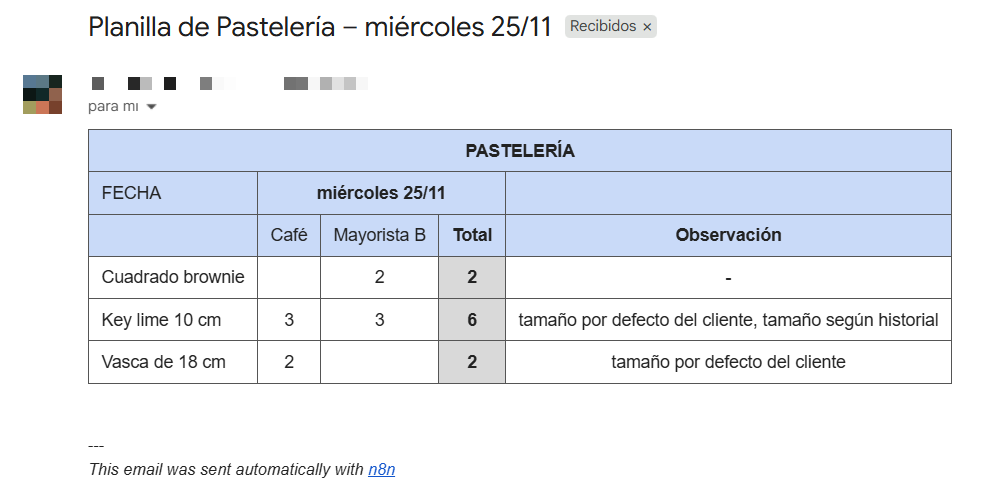 Planilla de Pastelería – miércoles 25/11 Recibidos ×
para mí
PASTELERÍA
FECHA miércoles 25/11
Café Mayorista B Total Observación
Cuadrado brownie 2 2 -
Key lime 10 cm 3 3 6 tamaño por defecto del cliente, tamaño según historial
Vasca de 18 cm 2 2 tamaño por defecto del cliente
---
This email was sent automatically with n8n